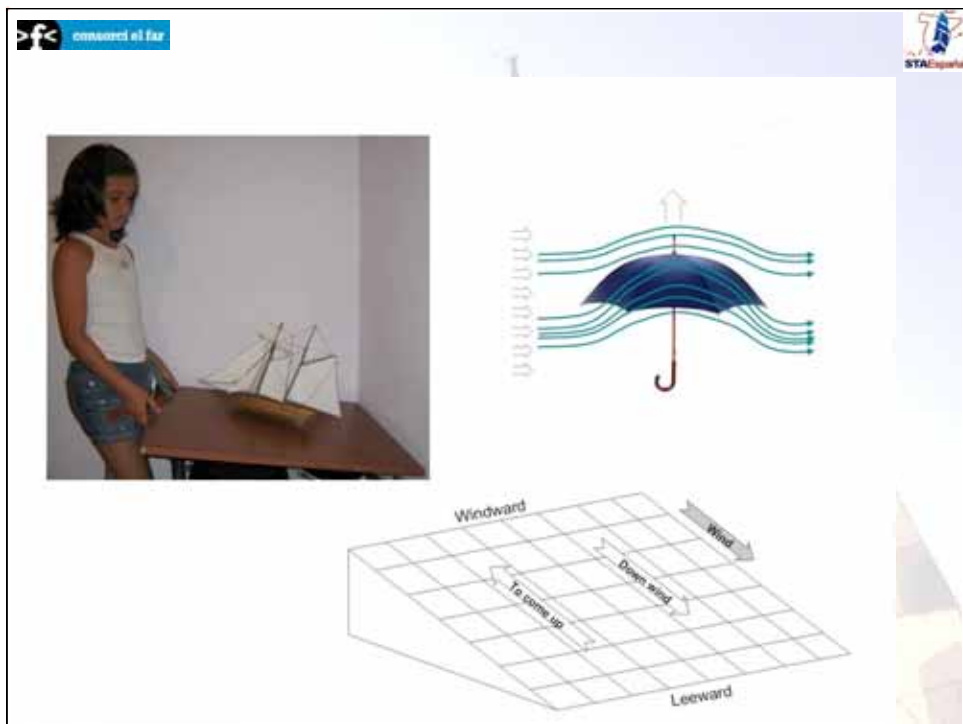 >f< consorci el far
STAEspaña
Windward
Wind
Down wind
To come up
Leeward